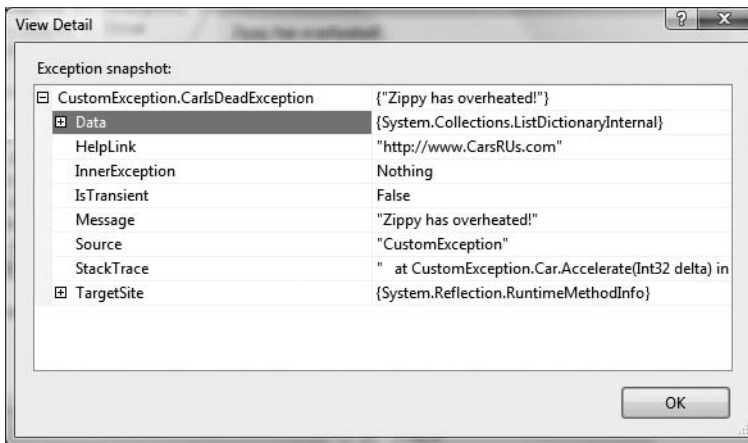 View Detail
Exception snapshot:
CustomException.CarIsDeadException {"Zippy has overheated!"}
Data {System.Collections.ListDictionaryInternal}
HelpLink "http://www.CarsRUs.com"
InnerException Nothing
IsTransient False
Message "Zippy has overheated!"
Source "CustomException"
StackTrace " at CustomException.Car.Accelerate(Int32 delta) in
TargetSite {System.Reflection.RuntimeMethodInfo}
OK